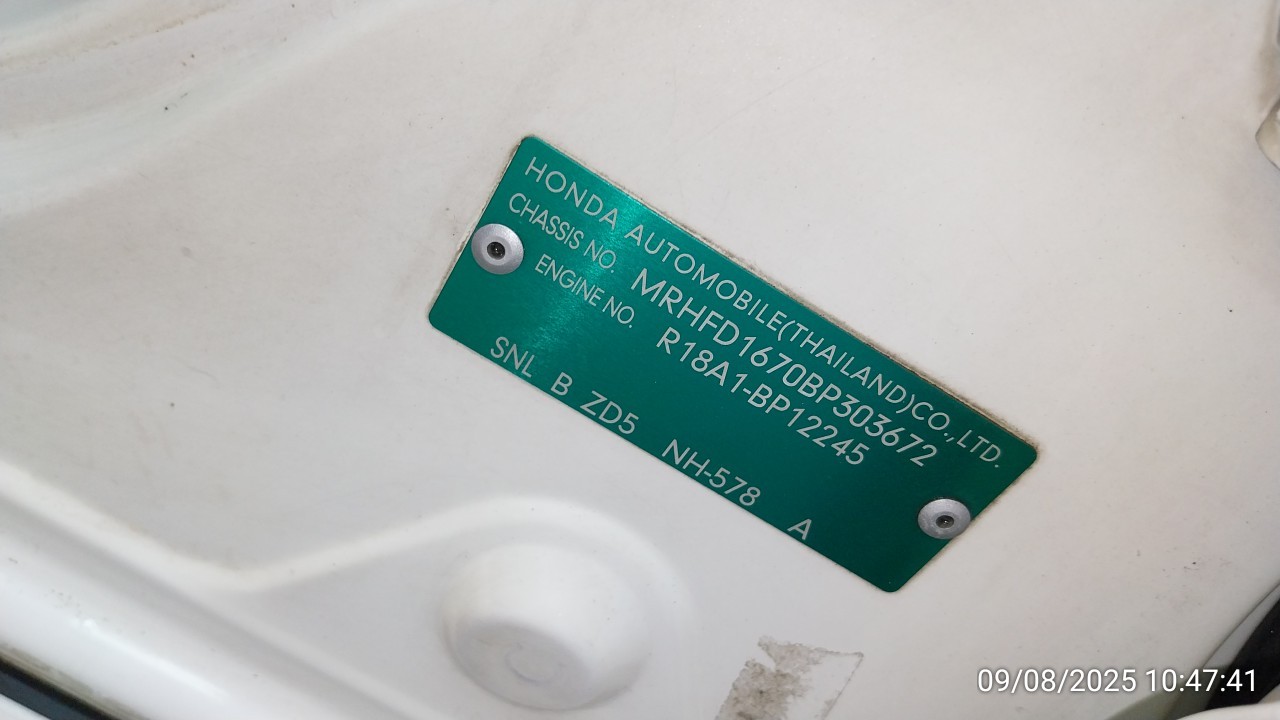 HONDA AUTOMOBILE(THAILAND)CO.,LTD.
CHASSIS NO. MRHFD1670BP303672
ENGINE NO. R18A1-BP12245
SNL B ZD5 NH-578 A
09/08/2025 10:47:41